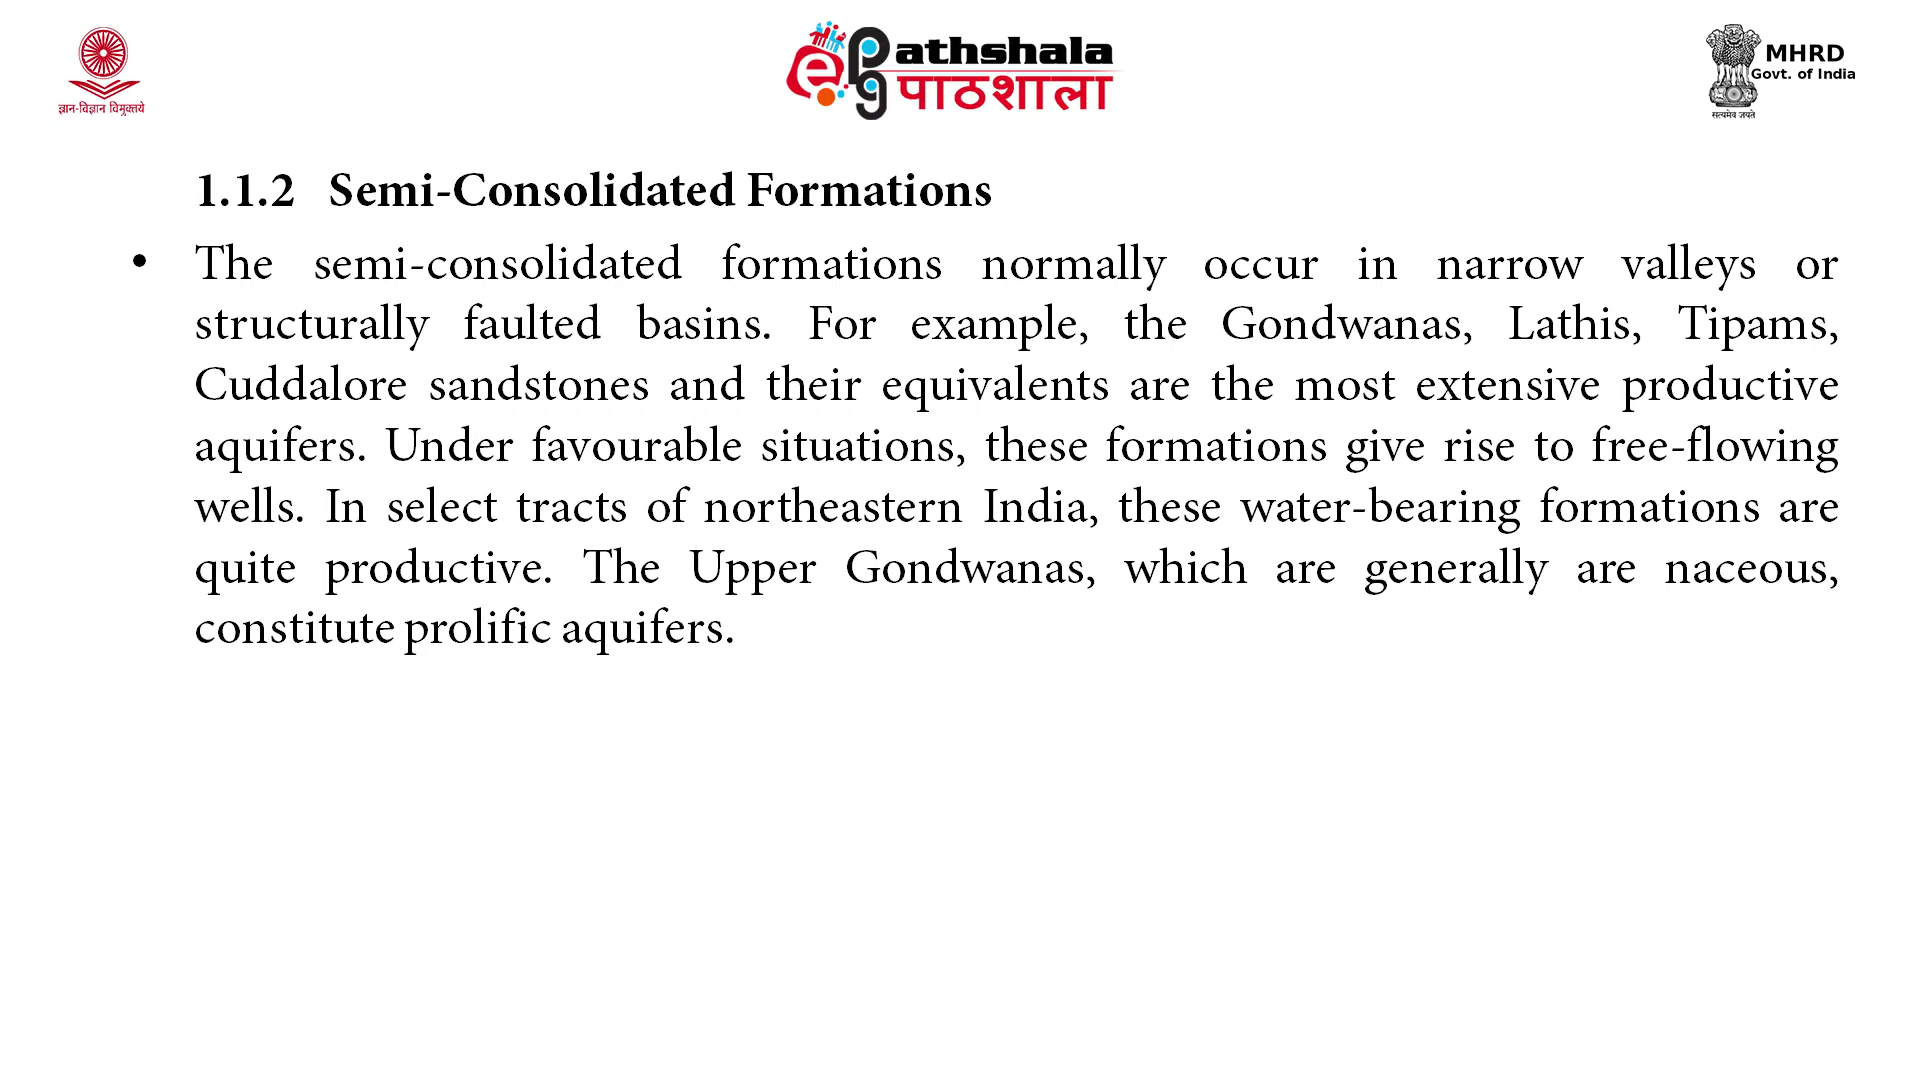 ज्ञान-विज्ञान विमुक्तये
ePathshala
पाठशाला
MHRD
Govt. of India
सत्यमेव जयते
1.1.2 Semi-Consolidated Formations
• The semi-consolidated formations normally occur in narrow valleys or
structurally faulted basins. For example, the Gondwanas, Lathis, Tipams,
Cuddalore sandstones and their equivalents are the most extensive productive
aquifers. Under favourable situations, these formations give rise to free-flowing
wells. In select tracts of northeastern India, these water-bearing formations are
quite productive. The Upper Gondwanas, which are generally are naceous,
constitute prolific aquifers.